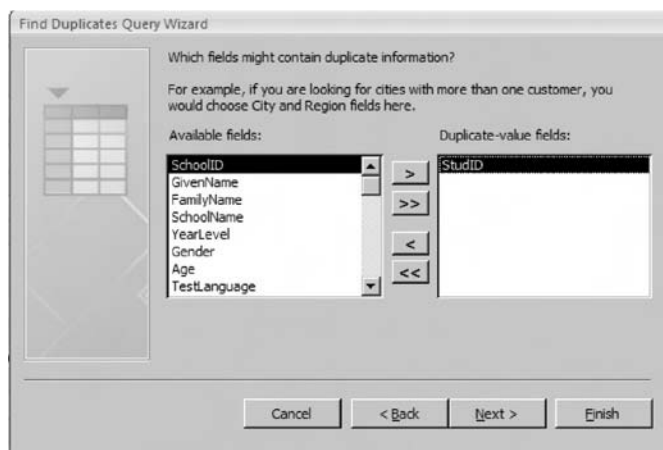 Find Duplicates Query Wizard
Which fields might contain duplicate information?
For example, if you are looking for cities with more than one customer, you
would choose City and Region fields here.
Available fields:
Duplicate-value fields:
SchoolID
GivenName
FamilyName
SchoolName
YearLevel
Gender
Age
TestLanguage
>
>>
<
<<
StudID
Cancel
< Back
Next >
Finish